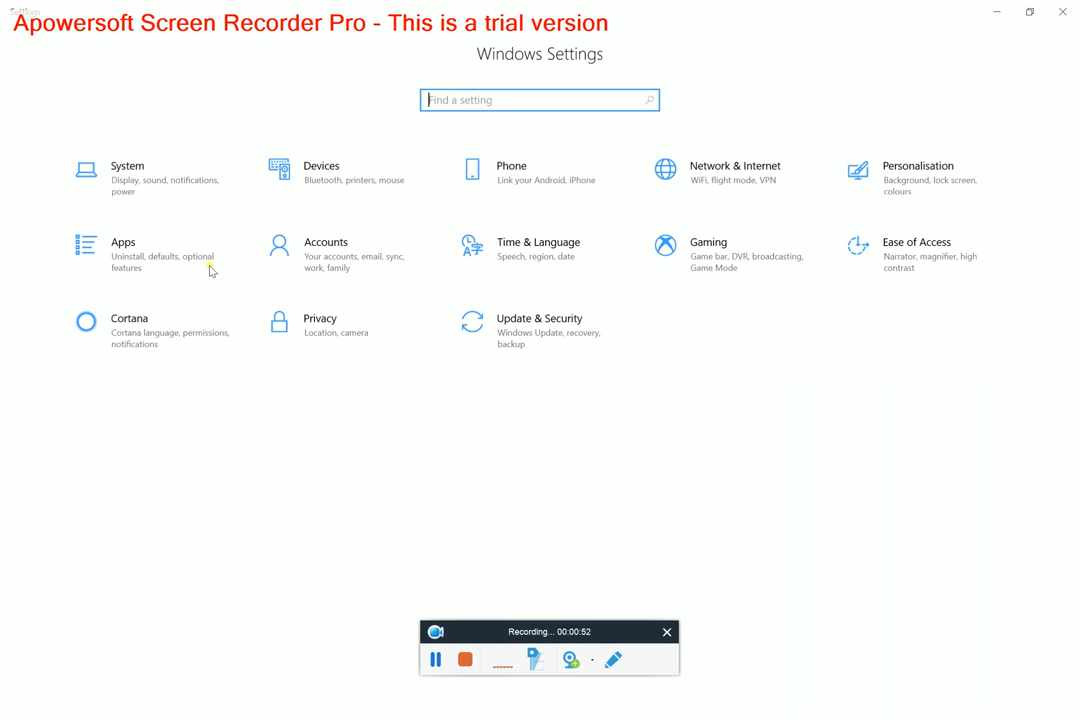 Settings
Apowersoft Screen Recorder Pro - This is a trial version
Windows Settings
Find a setting
System
Display, sound, notifications,
power
Devices
Bluetooth, printers, mouse
Phone
Link your Android, iPhone
Network & Internet
WiFi, flight mode, VPN
Personalisation
Background, lock screen,
colours
Apps
Uninstall, defaults, optional
features
Accounts
Your accounts, email, sync,
work, family
Time & Language
Speech, region, date
Gaming
Game bar, DVR, broadcasting,
Game Mode
Ease of Access
Narrator, magnifier, high
contrast
Cortana
Cortana language, permissions,
notifications
Privacy
Location, camera
Update & Security
Windows Update, recovery,
backup
Recording... 00:00:52